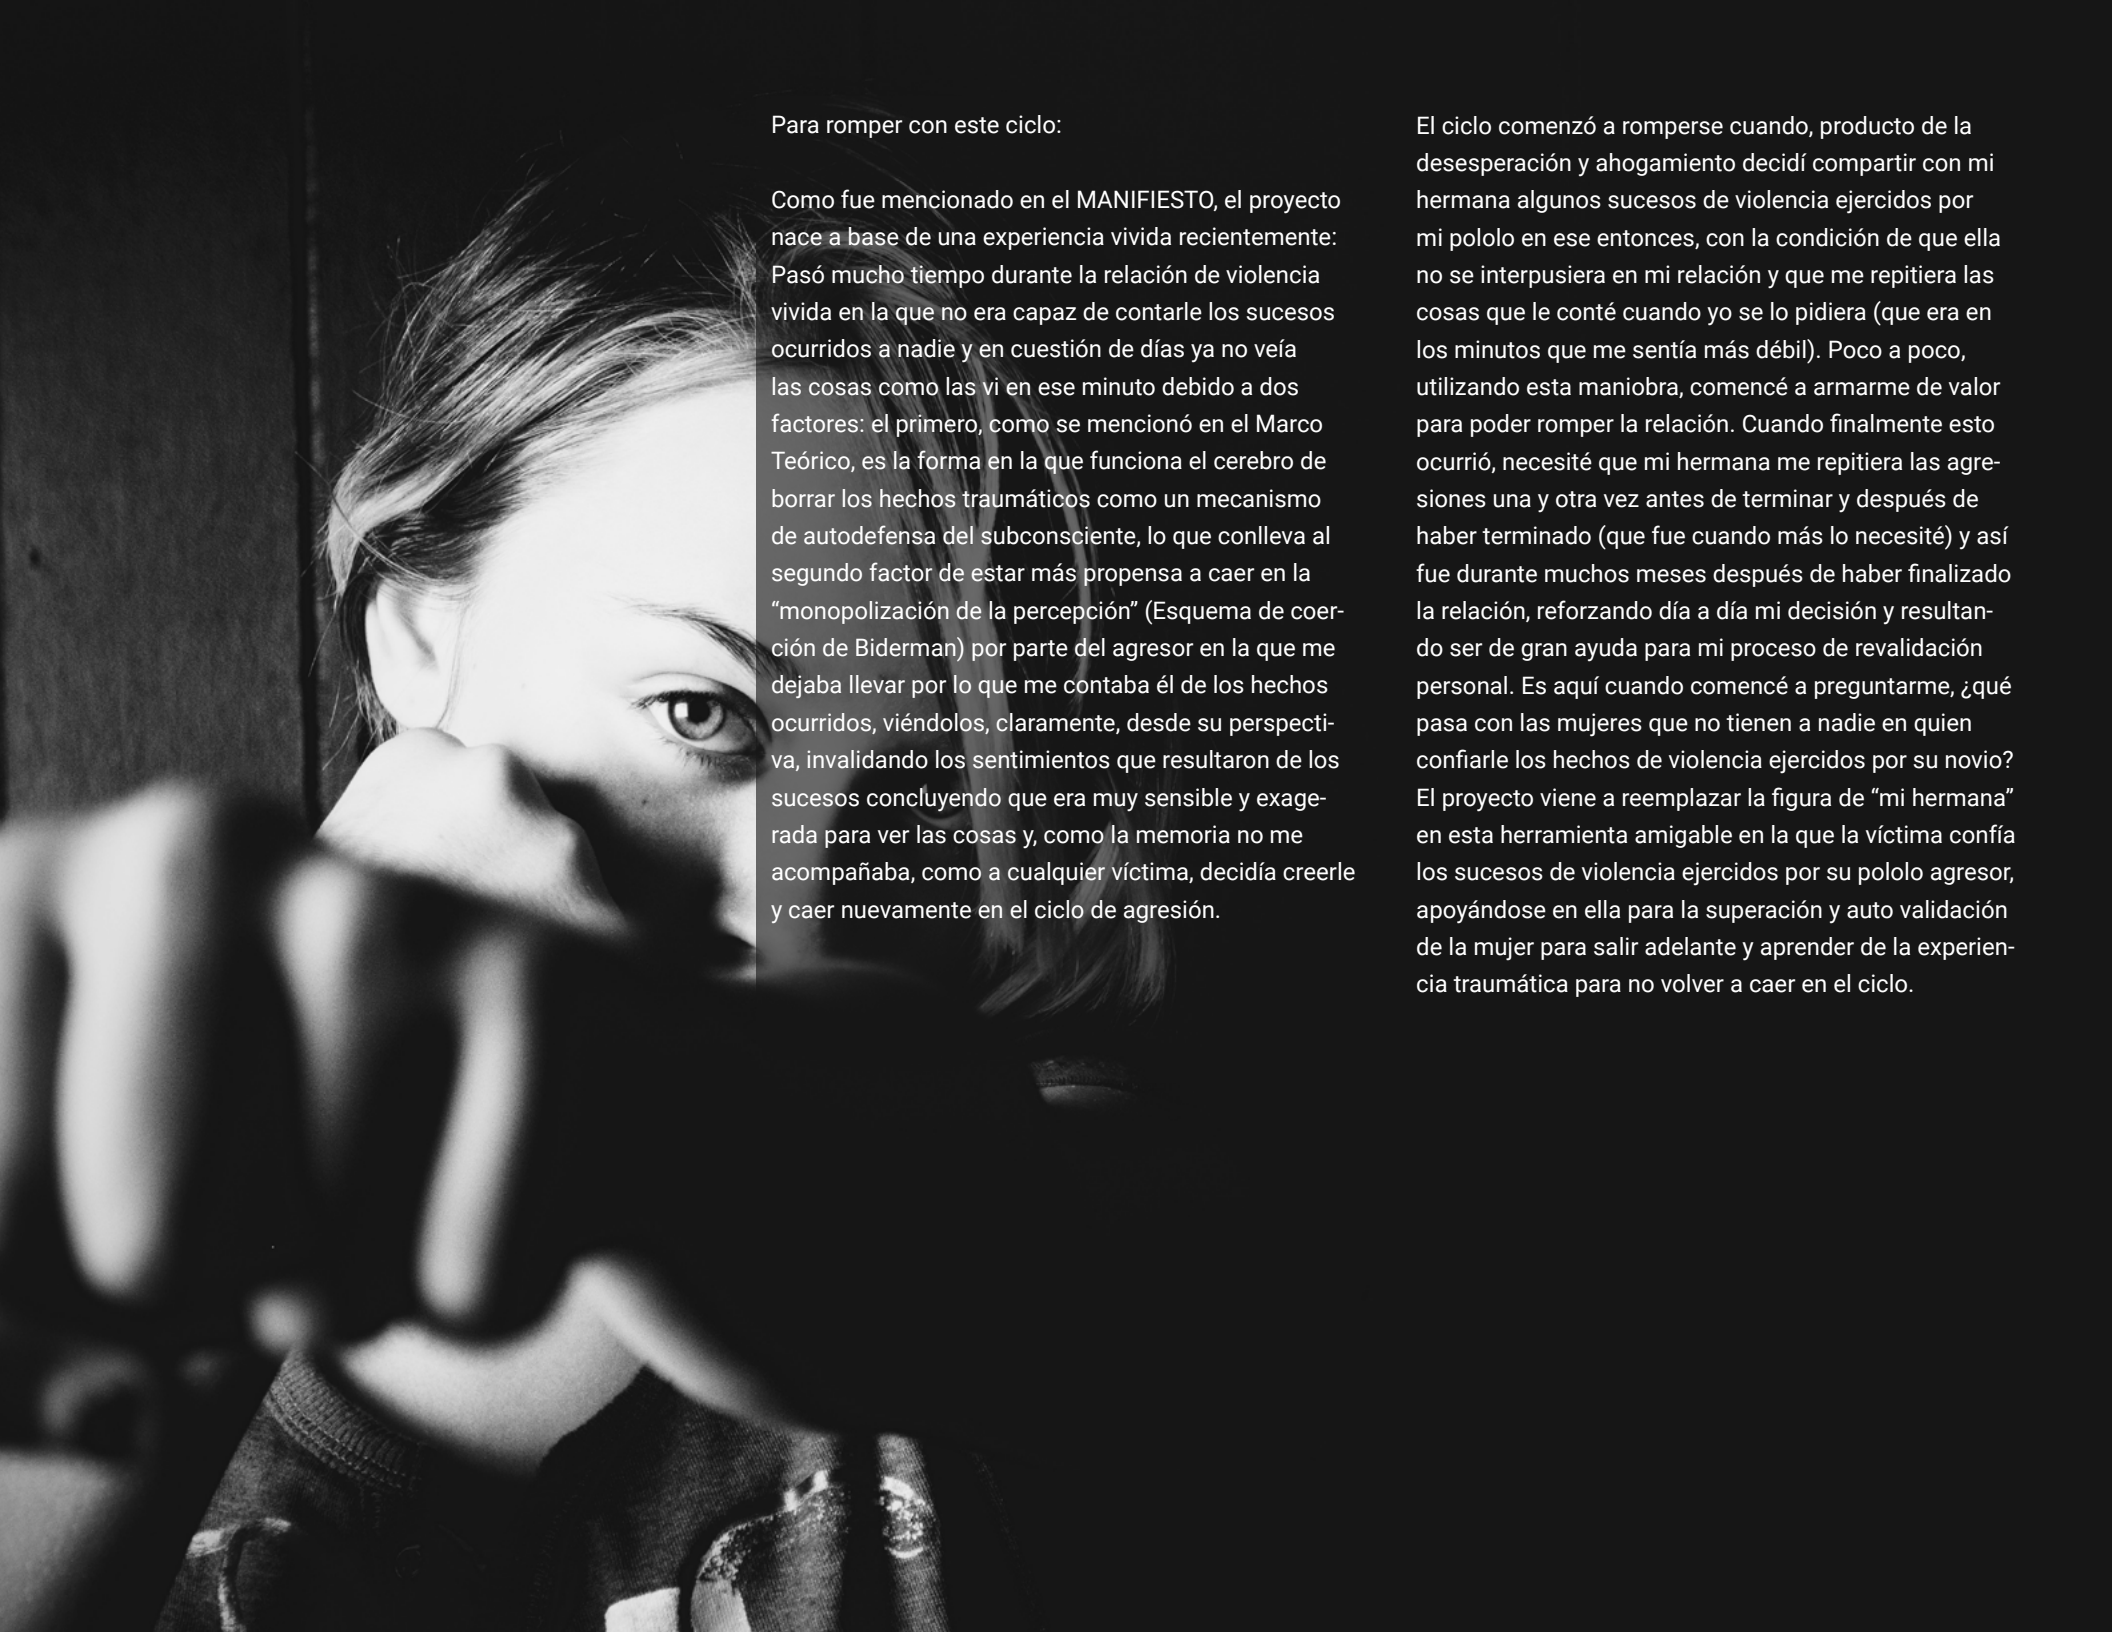 Para romper con este ciclo:
Como fue mencionado en el MANIFIESTO, el proyecto
nace a base de una experiencia vivida recientemente:
Pasó mucho tiempo durante la relación de violencia
vivida en la que no era capaz de contarle los sucesos
ocurridos a nadie y en cuestión de días ya no veía
las cosas como las vi en ese minuto debido a dos
factores: el primero, como se mencionó en el Marco
Teórico, es la forma en la que funciona el cerebro de
borrar los hechos traumáticos como un mecanismo
de autodefensa del subconsciente, lo que conlleva al
segundo factor de estar más propensa a caer en la
“monopolización de la percepción” (Esquema de coer-
ción de Biderman) por parte del agresor en la que me
dejaba llevar por lo que me contaba él de los hechos
ocurridos, viéndolos, claramente, desde su perspecti-
va, invalidando los sentimientos que resultaron de los
sucesos concluyendo que era muy sensible y exage-
rada para ver las cosas y, como la memoria no me
acompañaba, como a cualquier víctima, decidía creerle
y caer nuevamente en el ciclo de agresión.
El ciclo comenzó a romperse cuando, producto de la
desesperación y ahogamiento decidí compartir con mi
hermana algunos sucesos de violencia ejercidos por
mi pololo en ese entonces, con la condición de que ella
no se interpusiera en mi relación y que me repitiera las
cosas que le conté cuando yo se lo pidiera (que era en
los minutos que me sentía más débil). Poco a poco,
utilizando esta maniobra, comencé a armarme de valor
para poder romper la relación. Cuando finalmente esto
ocurrió, necesité que mi hermana me repitiera las agre-
siones una y otra vez antes de terminar y después de
haber terminado (que fue cuando más lo necesité) y así
fue durante muchos meses después de haber finalizado
la relación, reforzando día a día mi decisión y resultan-
do ser de gran ayuda para mi proceso de revalidación
personal. Es aquí cuando comencé a preguntarme, ¿qué
pasa con las mujeres que no tienen a nadie en quien
confiarle los hechos de violencia ejercidos por su novio?
El proyecto viene a reemplazar la figura de “mi hermana”
en esta herramienta amigable en la que la víctima confía
los sucesos de violencia ejercidos por su pololo agresor,
apoyándose en ella para la superación y auto validación
de la mujer para salir adelante y aprender de la experien-
cia traumática para no volver a caer en el ciclo.